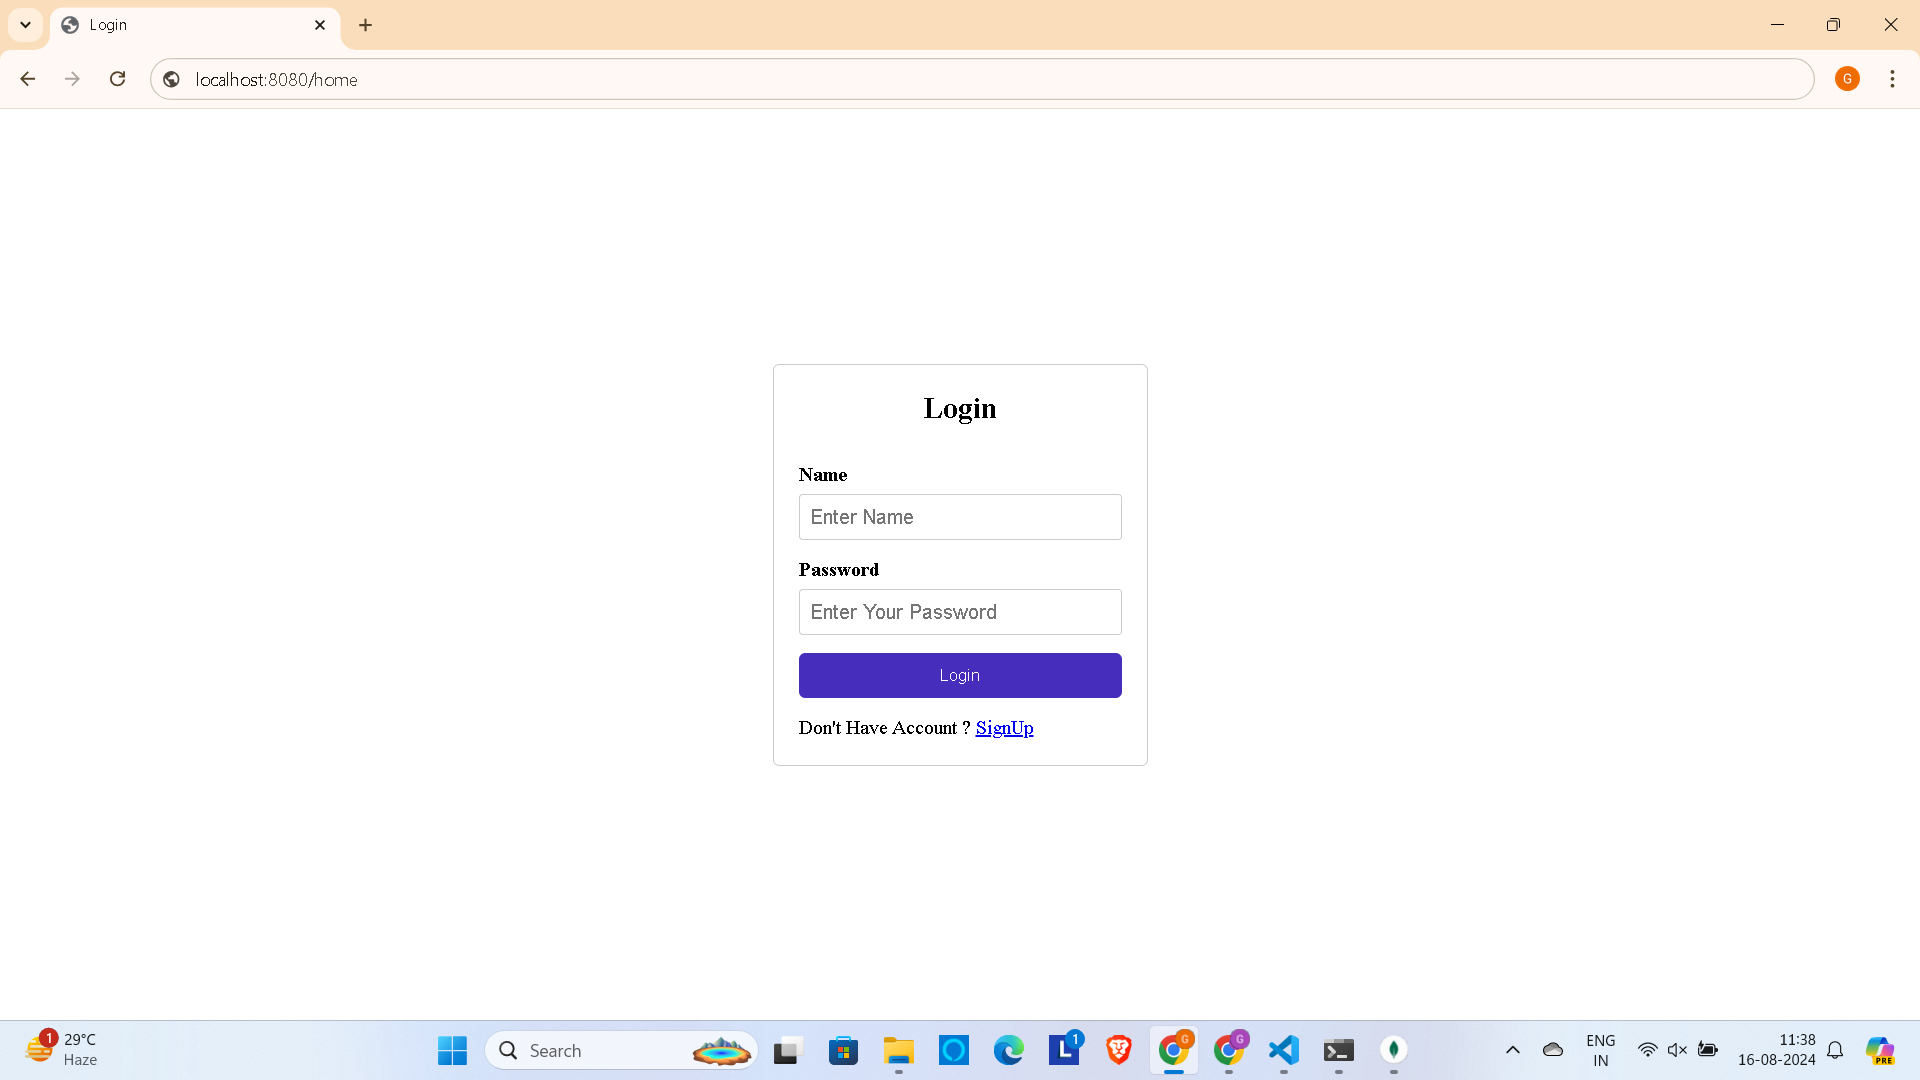 Login
localhost:8080/home
G
Login
Name
Enter Name
Password
Enter Your Password
Login
Don't Have Account ? SignUp
1
29°C
Haze
Search
L
1
G
G
ENG
IN
11:38
16-08-2024
PRE